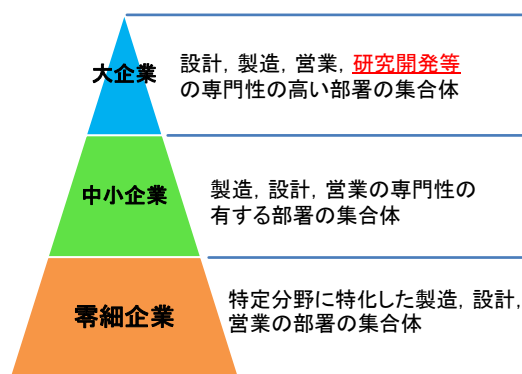 大企業
設計，製造，営業，研究開発等
の専門性の高い部署の集合体
中小企業
製造，設計，営業の専門性の
有する部署の集合体
零細企業
特定分野に特化した製造，設計，
営業の部署の集合体